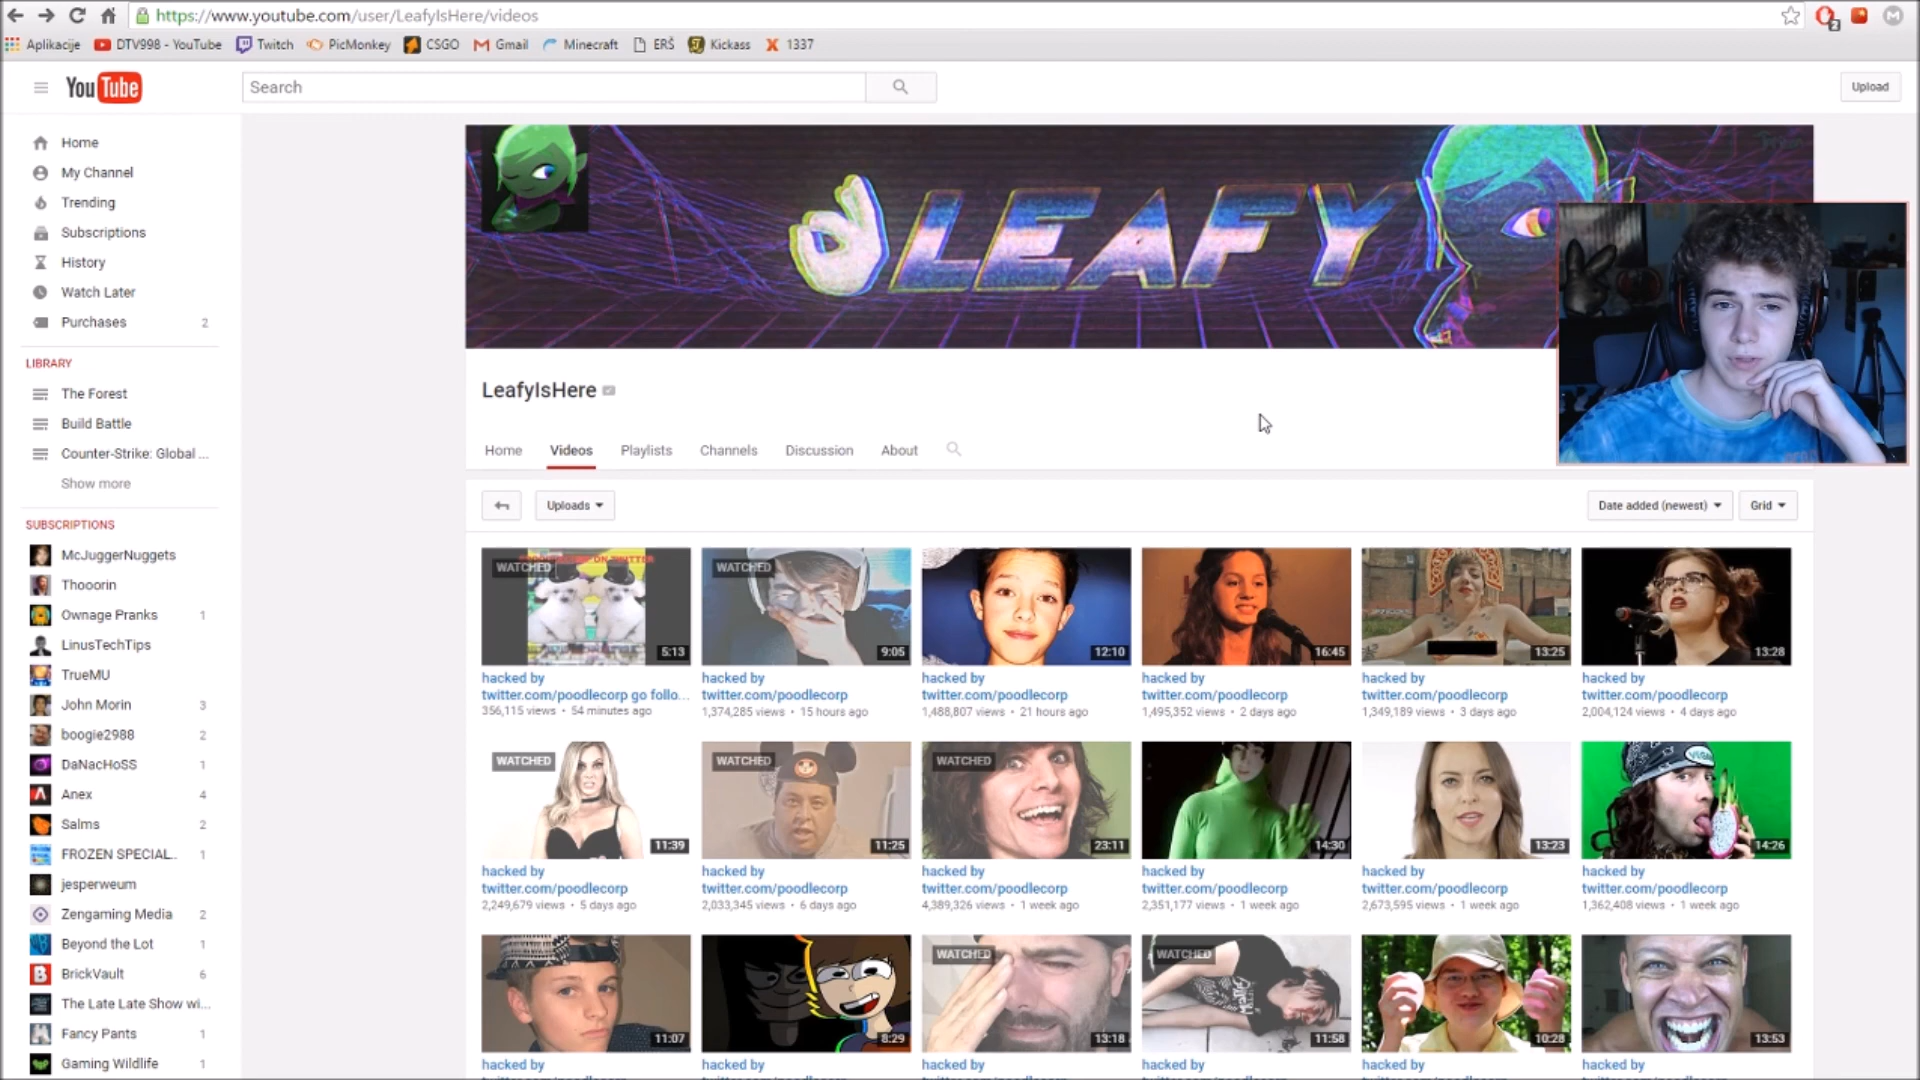 https://www.youtube.com/user/LeafyIsHere/videos
2
M
Aplikacije DTV998 - YouTube Twitch PicMonkey CSGO Gmail Minecraft ERŠ Kickass 1337
YouTube
Search
Upload
Home
My Channel
Trending
Subscriptions
History
Watch Later
Purchases 2
LIBRARY
The Forest
Build Battle
Counter-Strike: Global ...
Show more
SUBSCRIPTIONS
McJuggerNuggets
Thooorin
Ownage Pranks 1
LinusTechTips
TrueMU
John Morin 3
boogie2988 2
DaNacHoSS 1
Anex 4
Salms 2
FROZEN SPECIAL.. 1
jesperweum
Zengaming Media 2
Beyond the Lot 1
BrickVault 6
The Late Late Show wi...
Fancy Pants 1
Gaming Wildlife 1
LEAFY
LeafyIsHere
Home Videos Playlists Channels Discussion About
Uploads
Date added (newest) Grid
WATCHED
5:13
hacked by
twitter.com/poodlecorp go follo...
356,115 views • 54 minutes ago
WATCHED
9:05
hacked by
twitter.com/poodlecorp
1,374,285 views • 15 hours ago
12:10
hacked by
twitter.com/poodlecorp
1,488,807 views • 21 hours ago
16:45
hacked by
twitter.com/poodlecorp
1,495,352 views • 2 days ago
13:25
hacked by
twitter.com/poodlecorp
1,349,189 views • 3 days ago
13:28
hacked by
twitter.com/poodlecorp
2,004,124 views • 4 days ago
WATCHED
11:39
hacked by
twitter.com/poodlecorp
2,249,679 views • 5 days ago
WATCHED
11:25
hacked by
twitter.com/poodlecorp
2,033,345 views • 6 days ago
WATCHED
23:11
hacked by
twitter.com/poodlecorp
4,389,326 views • 1 week ago
14:30
hacked by
twitter.com/poodlecorp
2,351,177 views • 1 week ago
13:23
hacked by
twitter.com/poodlecorp
2,673,595 views • 1 week ago
14:26
hacked by
twitter.com/poodlecorp
1,362,408 views • 1 week ago
11:07
hacked by
8:29
hacked by
WATCHED
13:18
hacked by
WATCHED
11:58
hacked by
10:28
hacked by
13:53
hacked by